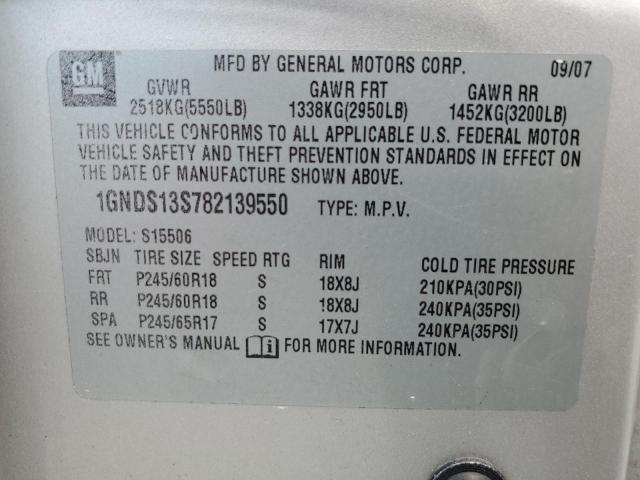 GM MFD BY GENERAL MOTORS CORP. 09/07
GVWR GAWR FRT GAWR RR
2518KG(5550LB) 1338KG(2950LB) 1452KG(3200LB)
THIS VEHICLE CONFORMS TO ALL APPLICABLE U.S. FEDERAL MOTOR
VEHICLE SAFETY AND THEFT PREVENTION STANDARDS IN EFFECT ON
THE DATE OF MANUFACTURE SHOWN ABOVE.
1GNDS13S782139550 TYPE: M.P.V.
MODEL: S15506
SBJN TIRE SIZE SPEED RTG RIM COLD TIRE PRESSURE
FRT P245/60R18 S 18X8J 210KPA(30PSI)
RR P245/60R18 S 18X8J 240KPA(35PSI)
SPA P245/65R17 S 17X7J 240KPA(35PSI)
SEE OWNER'S MANUAL i FOR MORE INFORMATION.